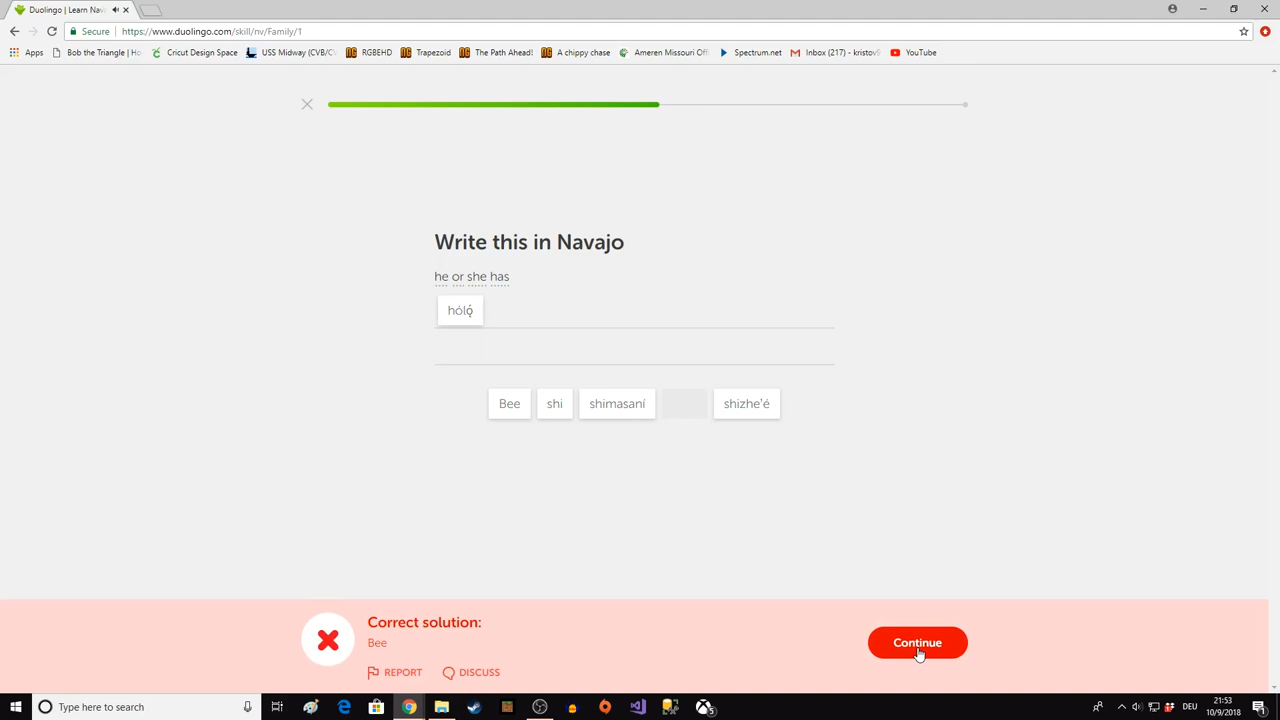 Duolingo | Learn Nav
Secure https://www.duolingo.com/skill/nv/Family/1
Apps Bob the Triangle | Ho Cricut Design Space USS Midway (CVB/CV RGBEHD Trapezoid The Path Ahead! A chippy chase Ameren Missouri Offi Spectrum.net Inbox (217) - kristovs YouTube
Write this in Navajo
he or she has
hólǫ́
Bee shi shimasaní shizhe'é
Correct solution:
Bee
Continue
REPORT DISCUSS
Type here to search
DEU
21:53
10/9/2018